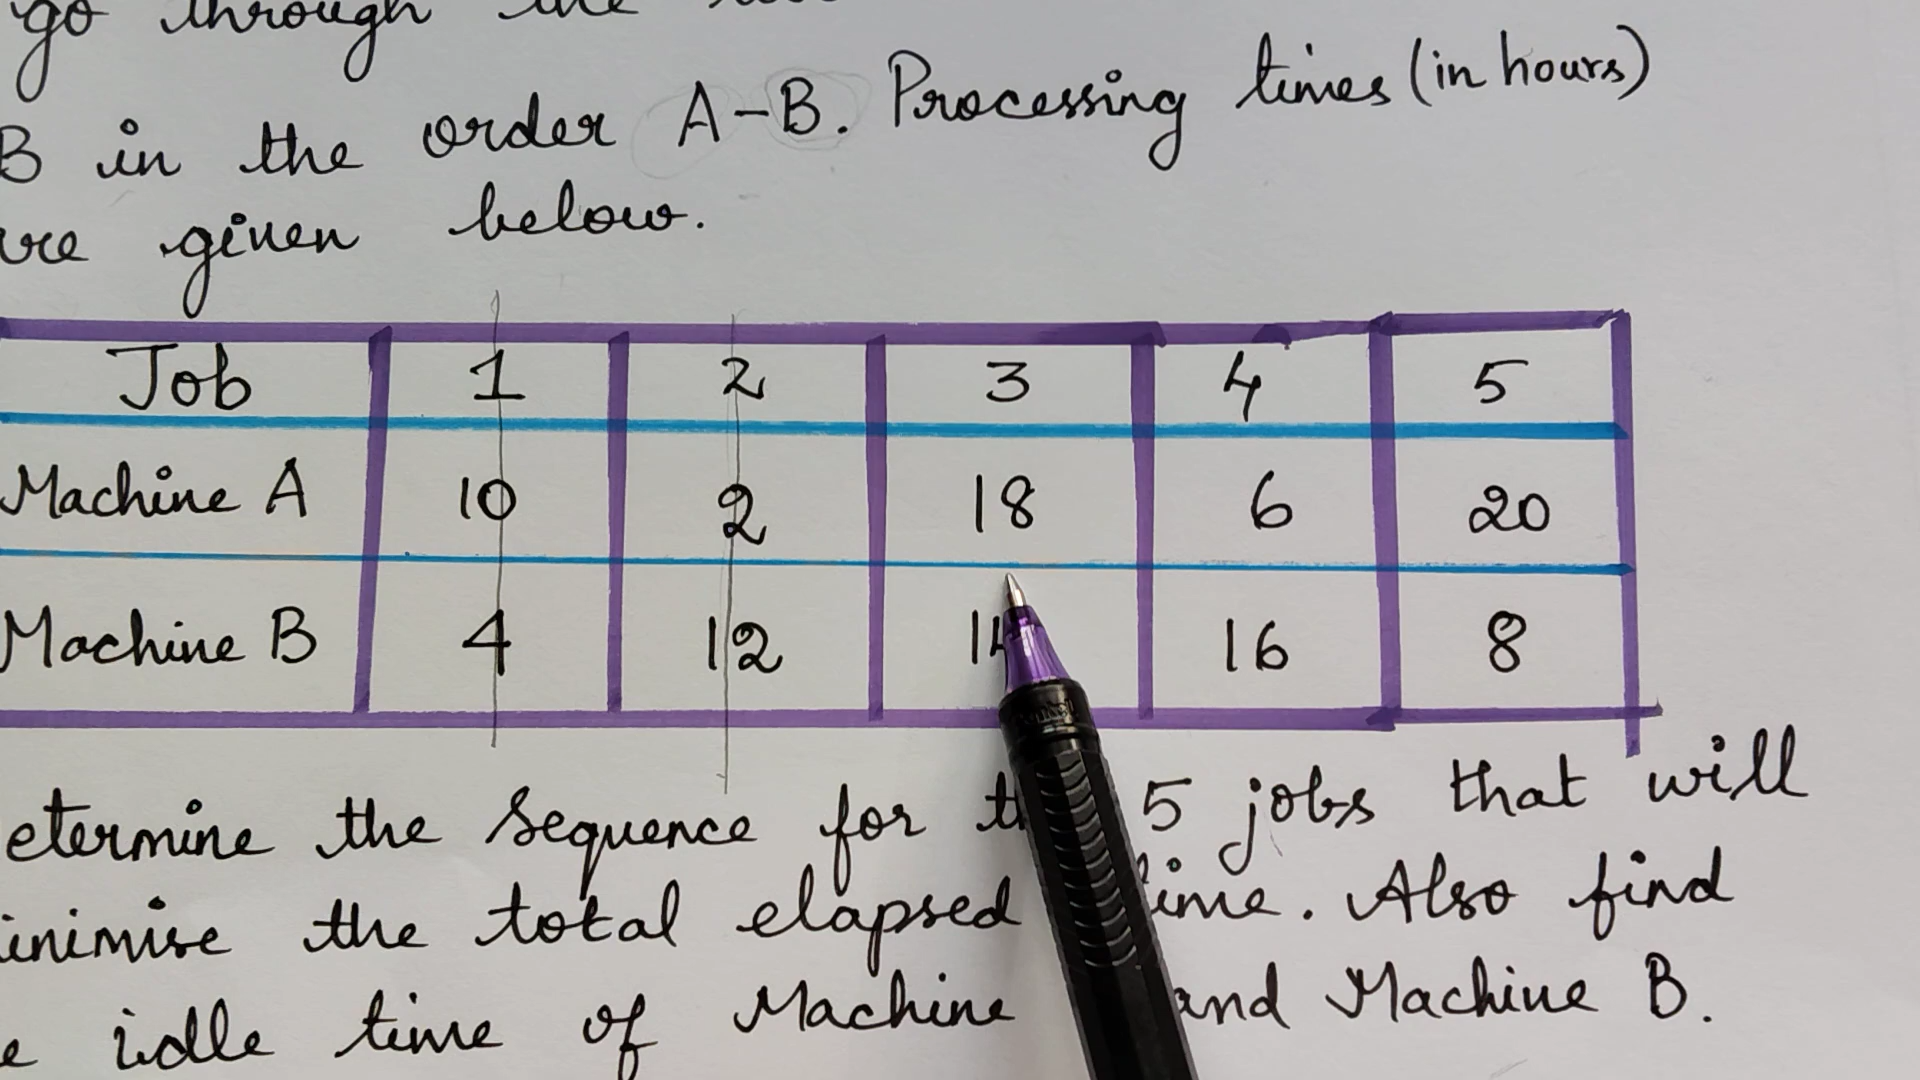 go through the
B in the order A-B. Processing times (in hours)
given below.
Job 1 2 3 4 5
Machine A 10 2 18 6 20
Machine B 4 12 16 8
etermine the sequence for 5 jobs that will
inimise the total elapsed ime. Also find
idle time of Machine and Machine B.